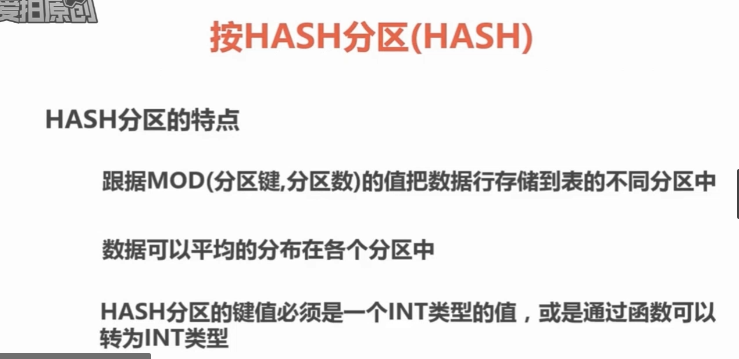 爱拍原创
按HASH分区(HASH)
HASH分区的特点
跟据MOD(分区键,分区数)的值把数据行存储到表的不同分区中
数据可以平均的分布在各个分区中
HASH分区的键值必须是一个INT类型的值，或是通过函数可以
转为INT类型